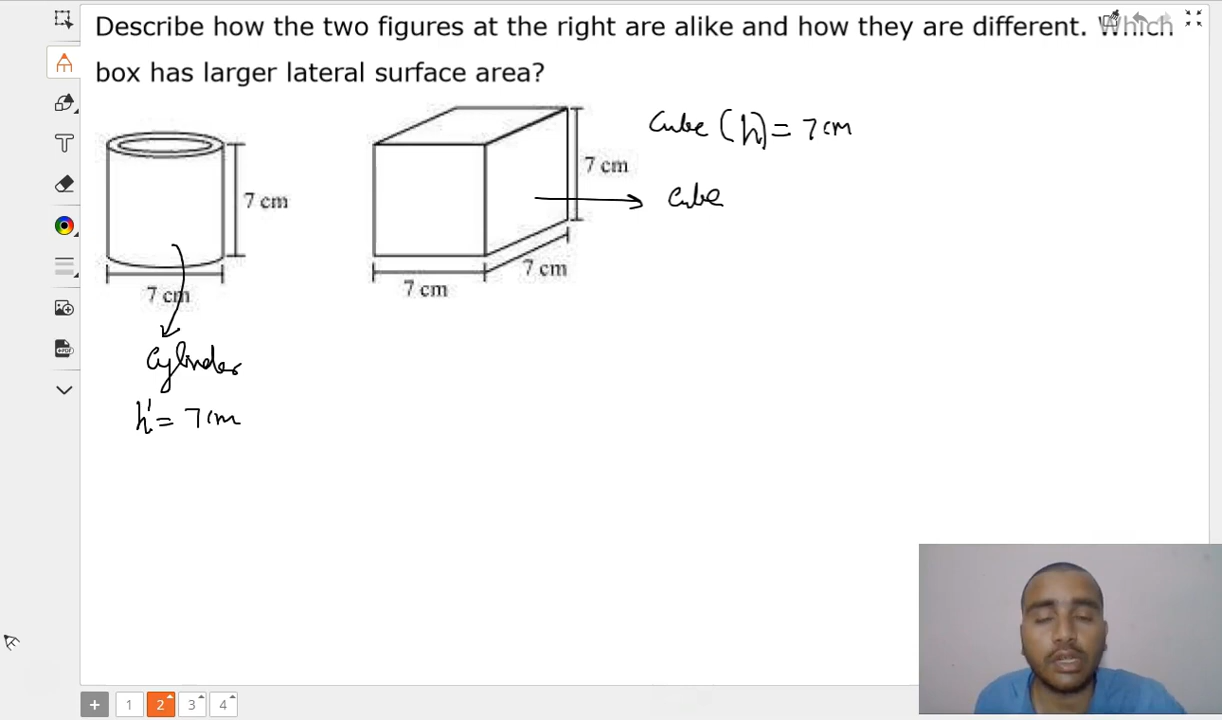 Describe how the two figures at the right are alike and how they are different. Which
box has larger lateral surface area?
Cube (h) = 7 cm
7 cm
7 cm
Cube
7 cm
7 cm
7 cm
Cylinder
h' = 7 cm
+ 1 2 3 4